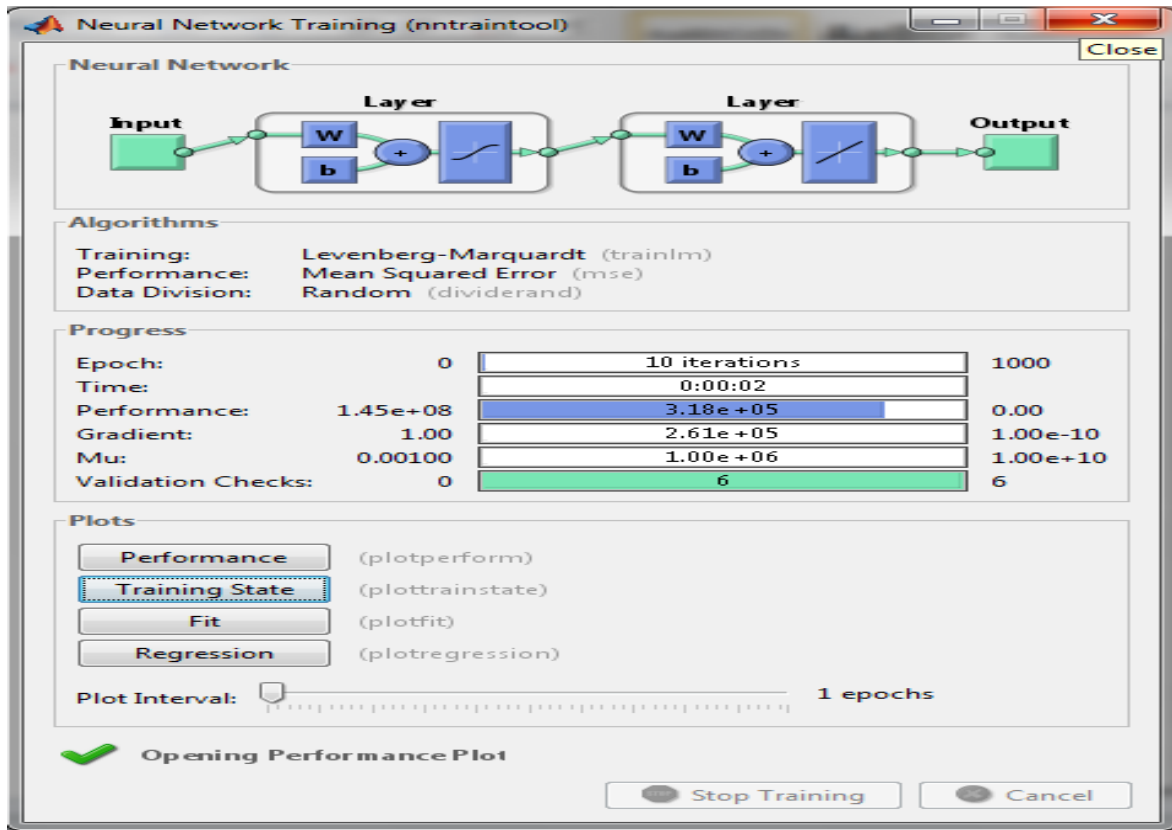 Neural Network Training (nntraintool)
Close
Neural Network
Layer Layer
Input Output
W W
+ +
b b
Algorithms
Training: Levenberg-Marquardt (trainlm)
Performance: Mean Squared Error (mse)
Data Division: Random (dividerand)
Progress
Epoch: 0 10 iterations 1000
Time: 0:00:02
Performance: 1.45e+08 3.18e+05 0.00
Gradient: 1.00 2.61e+05 1.00e-10
Mu: 0.00100 1.00e+06 1.00e+10
Validation Checks: 0 6 6
Plots
Performance (plotperform)
Training State (plottrainstate)
Fit (plotfit)
Regression (plotregression)
Plot Interval: 1 epochs
Opening Performance Plot
Stop Training Cancel